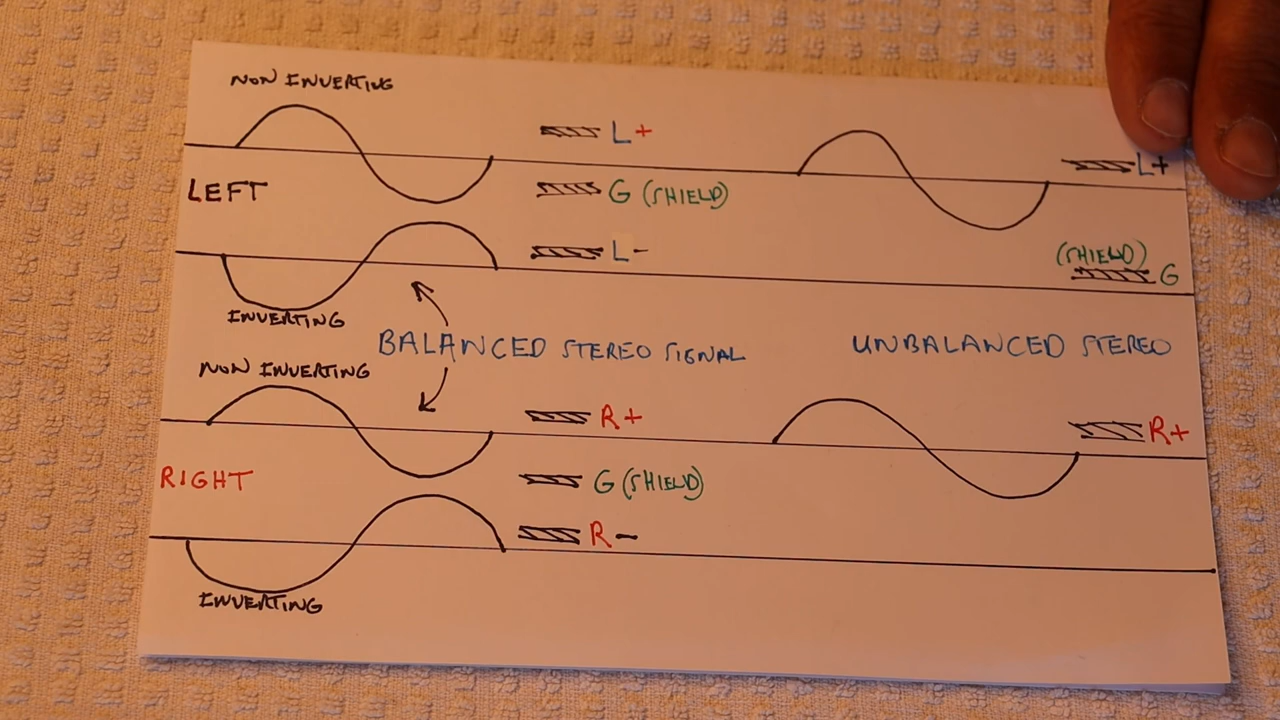 NON INVERTING
L+
L+
LEFT
G (SHIELD)
L-
(SHIELD)
G
INVERTING
BALANCED STEREO SIGNAL
UNBALANCED STEREO
NON INVERTING
R+
R+
RIGHT
G (SHIELD)
R-
INVERTING